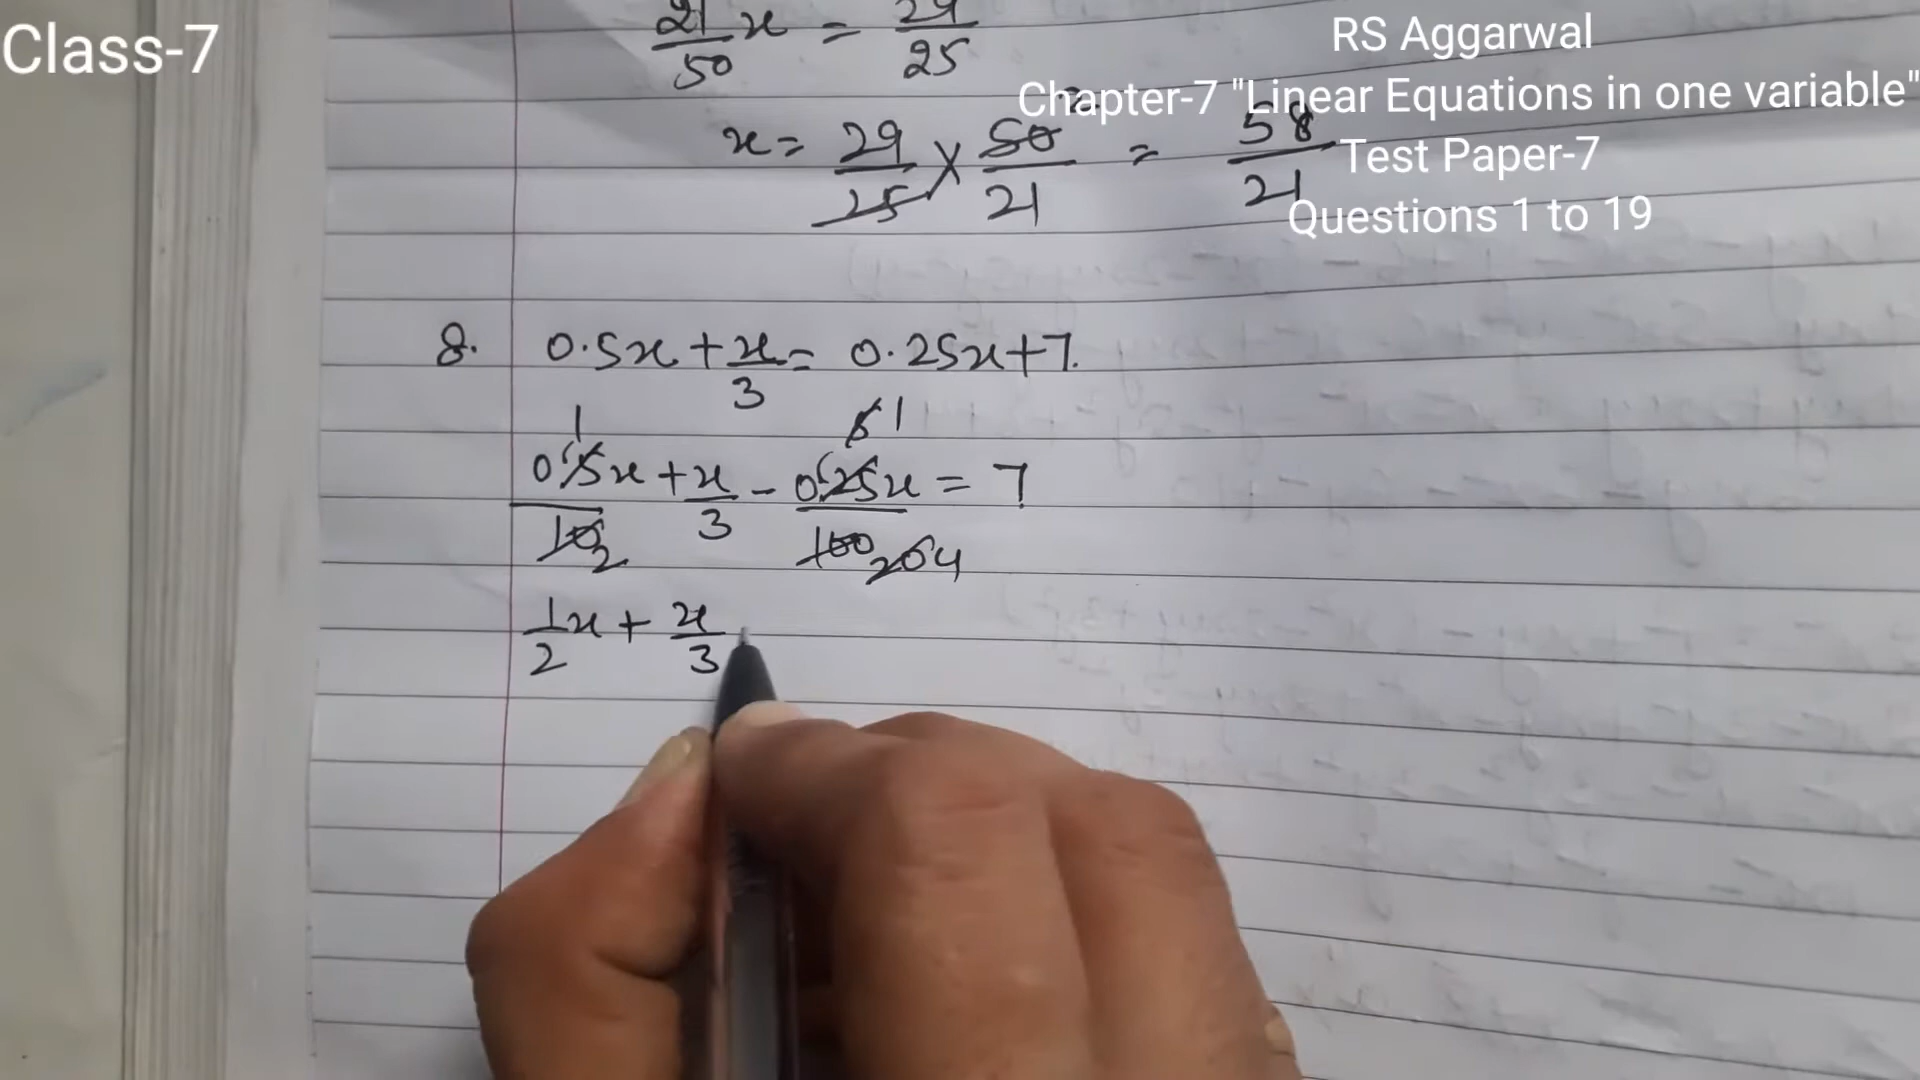 Class-7
RS Aggarwal
Chapter-7 "Linear Equations in one variable"
Test Paper-7
Questions 1 to 19
21/50 x = 29/25
x = 29/25 × 50/21 = 58/21
8. 0.5x + x/3 = 0.25x + 7.
0.5x/10 + x/3 - 0.25x/100 = 7
1/2 x + x/3